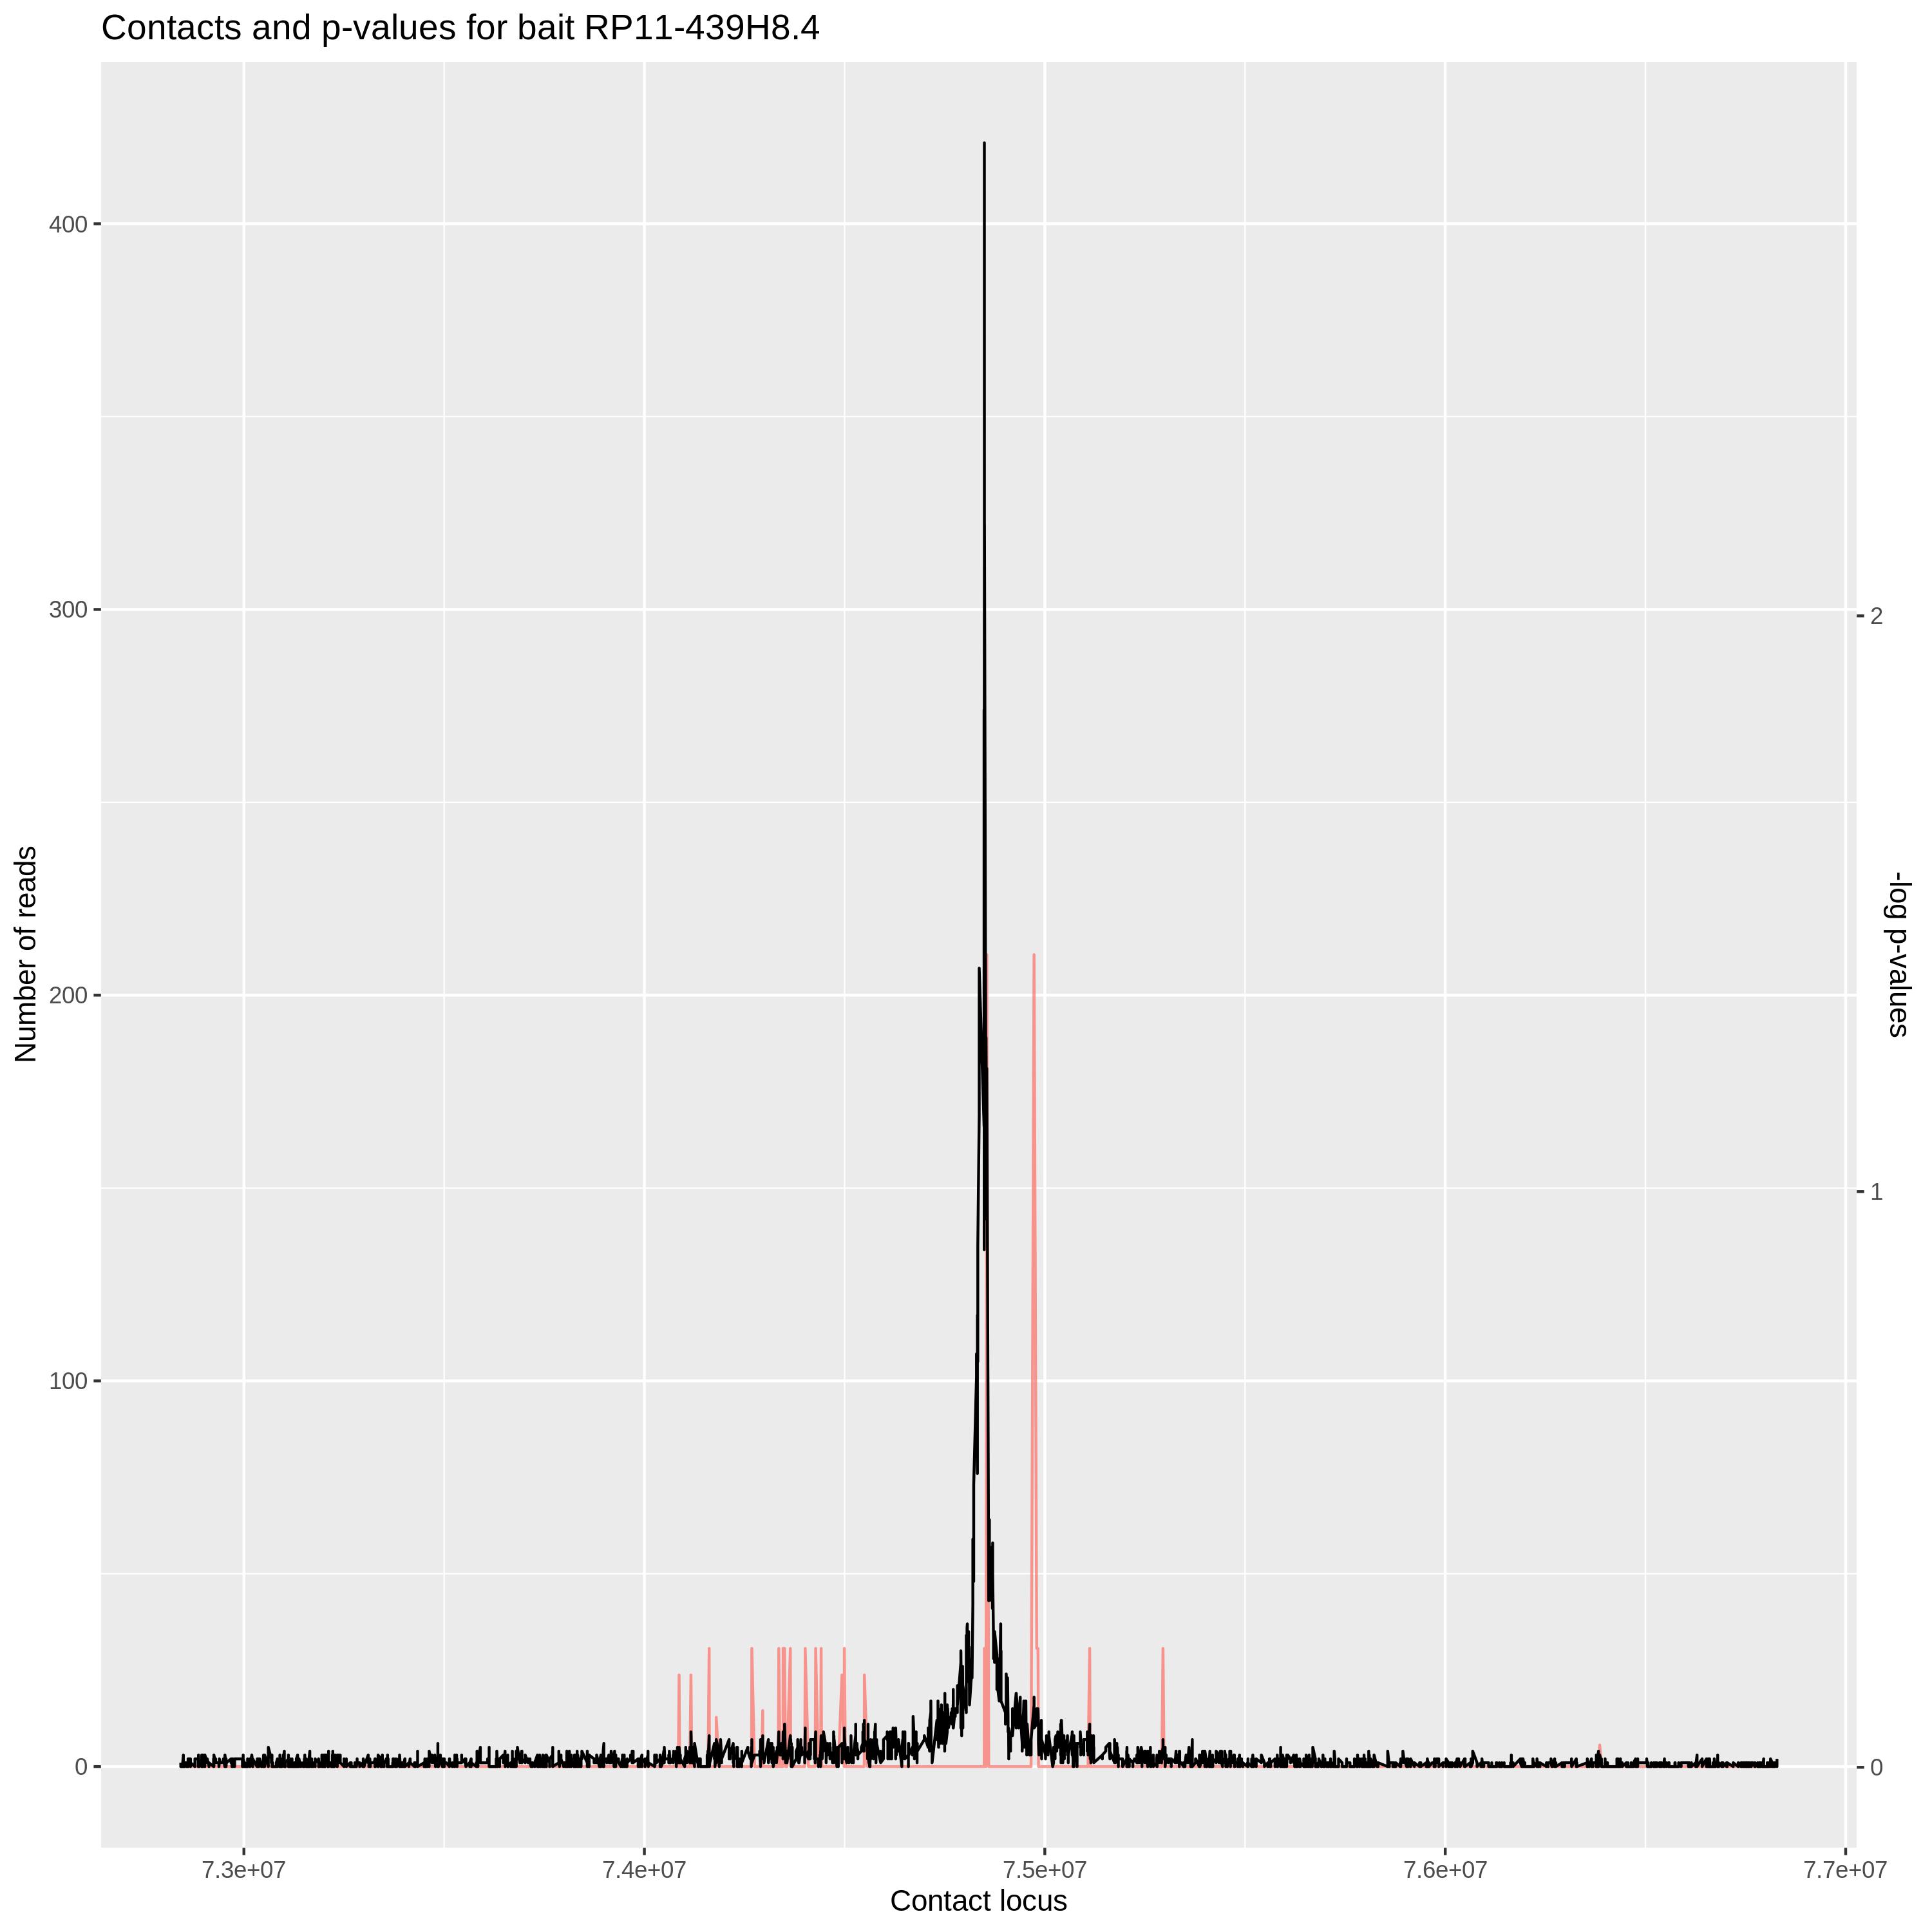 Contacts and p-values for bait RP11-439H8.4
400
300
200
100
0
Number of reads
2
1
0
-log p-values
7.3e+07
7.4e+07
7.5e+07
7.6e+07
7.7e+07
Contact locus